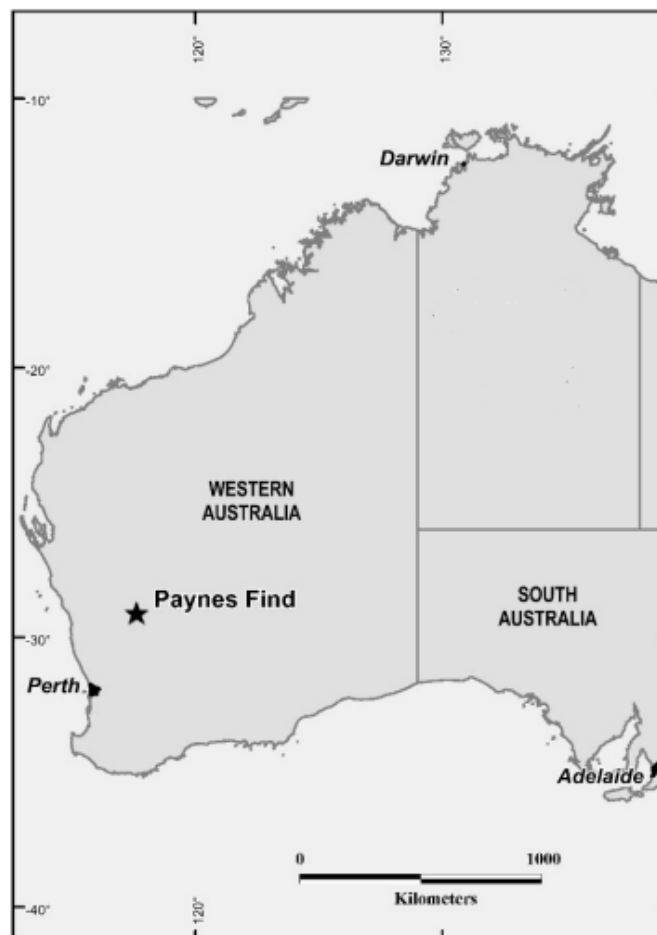 120°
130°
-10°
Darwin
-20°
WESTERN
AUSTRALIA
Paynes Find
SOUTH
AUSTRALIA
-30°
Perth
Adelaide
0
1000
Kilometers
-40°
120°
130°